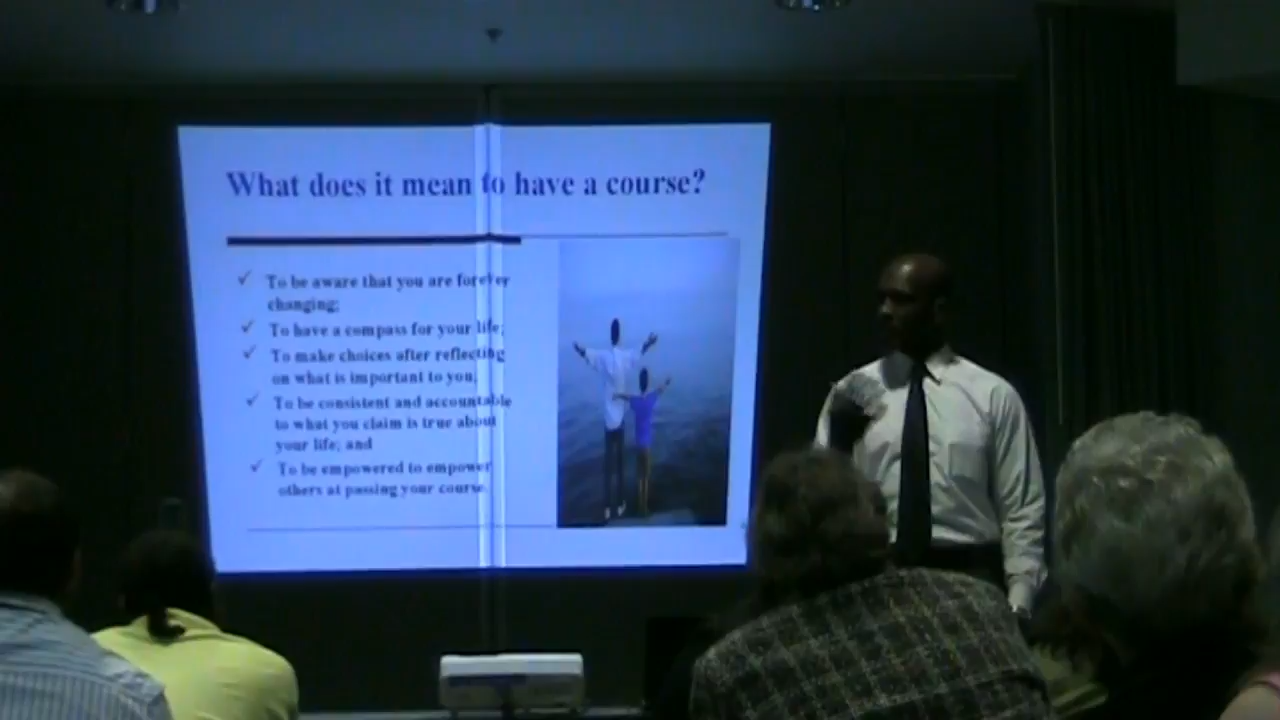 What does it mean to have a course?
✓ To be aware that you are forever
changing;
✓ To have a compass for your life;
✓ To make choices after reflecting
on what is important to you;
✓ To be consistent and accountable
to what you claim is true about
your life; and
✓ To be empowered to empower
others at passing your course.